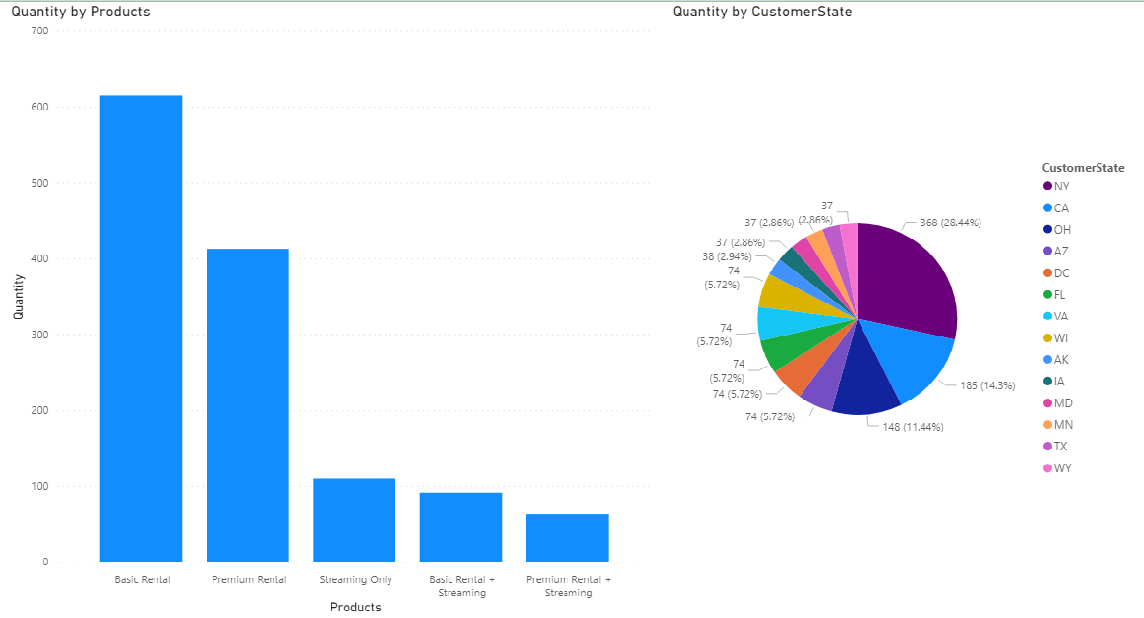 Quantity by Products
700
600
500
400
300
200
100
0
Quantity
Basic Rental
Premium Rental
Streaming Only
Basic Rental +
Streaming
Premium Rental +
Streaming
Products
Quantity by CustomerState
368 (28.44%)
185 (14.3%)
148 (11.44%)
74 (5.72%)
74 (5.72%)
74
(5.72%)
74
(5.72%)
74
(5.72%)
38 (2.94%)
37 (2.86%)
37 (2.86%)
37
(2.86%)
CustomerState
NY
CA
OH
AZ
DC
FL
VA
WI
AK
IA
MD
MN
TX
WY